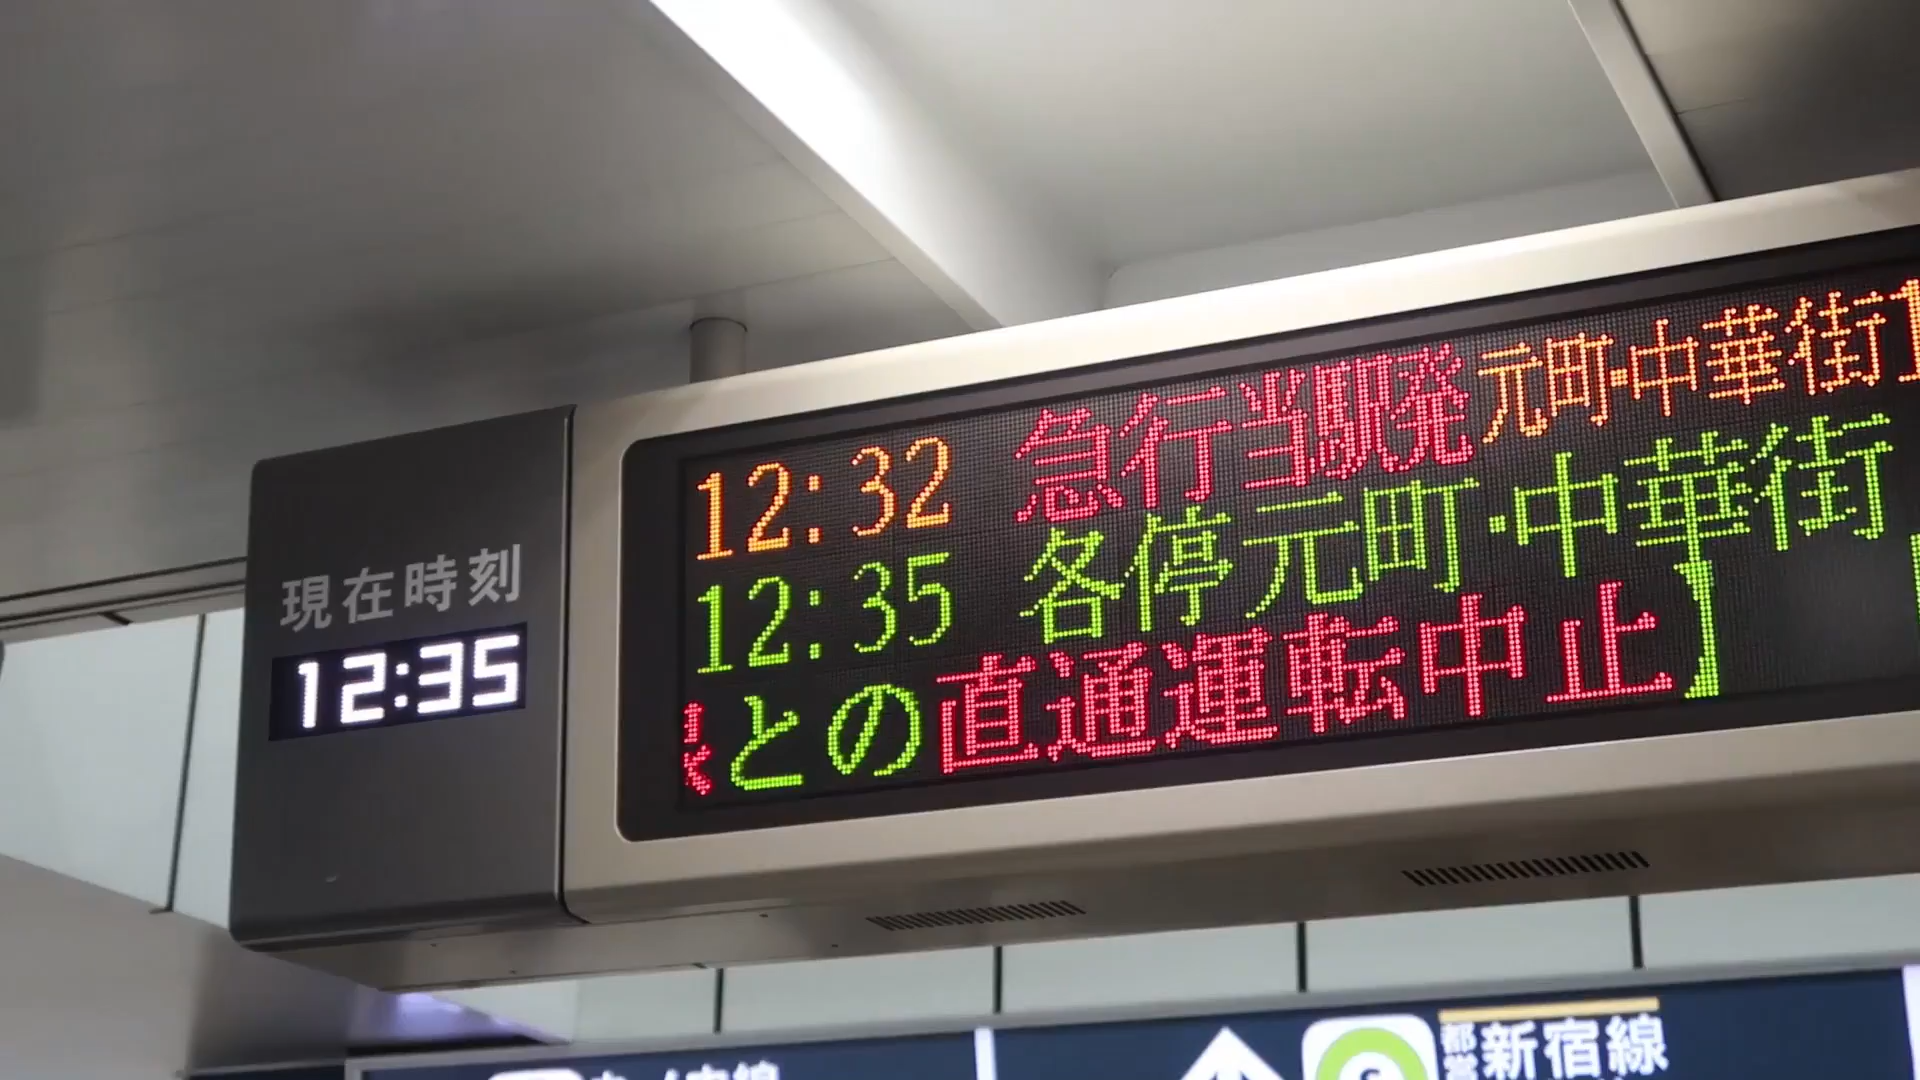 現在時刻
12:35
12:32 急行当駅発元町・中華街1
12:35 各停元町・中華街
との直通運転中止】
都営新宿線